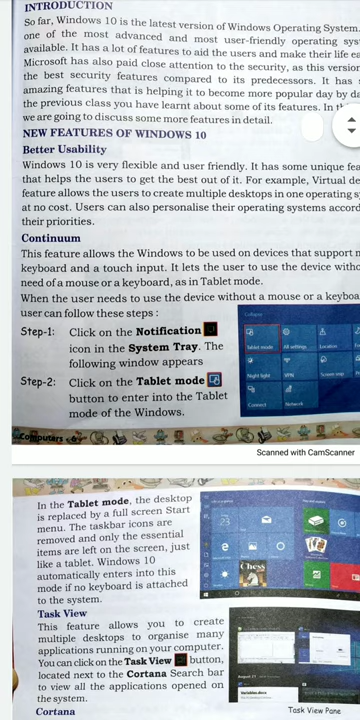 INTRODUCTION
So far, Windows 10 is the latest version of Windows Operating System.
one of the most advanced and most user-friendly operating sys
available. It has a lot of features to aid the users and make their life ea
Microsoft has also paid close attention to the security, as this version
the best security features compared to its predecessors. It has
amazing features that is helping it to become more popular day by da
the previous class you have learnt about some of its features. In
we are going to discuss some more features in detail.
NEW FEATURES OF WINDOWS 10
Better Usability
Windows 10 is very flexible and user friendly. It has some unique fea
that helps the users to get the best out of it. For example, Virtual de
feature allows the users to create multiple desktops in one operating s
at no cost. Users can also personalise their operating systems accord
their priorities.
Continuum
This feature allows the Windows to be used on devices that support
keyboard and a touch input. It lets the user to use the device witho
need of a mouse or a keyboard, as in Tablet mode.
When the user needs to use the device without a mouse or a keyboa
user can follow these steps :
Step-1: Click on the Notification
icon in the System Tray. The
following window appears
Step-2: Click on the Tablet mode
button to enter into the Tablet
mode of the Windows.
Collapse
Tablet mode All settings Location
Night light VPN Screen snip
Connect Network
Computers - 6
Scanned with CamScanner
In the Tablet mode, the desktop
is replaced by a full screen Start
menu. The taskbar icons are
removed and only the essential
items are left on the screen, just
like a tablet. Windows 10
automatically enters into this
mode if no keyboard is attached
to the system.
23
Chess
Task View
This feature allows you to create
multiple desktops to organise many
applications running on your computer.
You can click on the Task View button,
located next to the Cortana Search bar
to view all the applications opened on
the system.
Task View Pane
Cortana